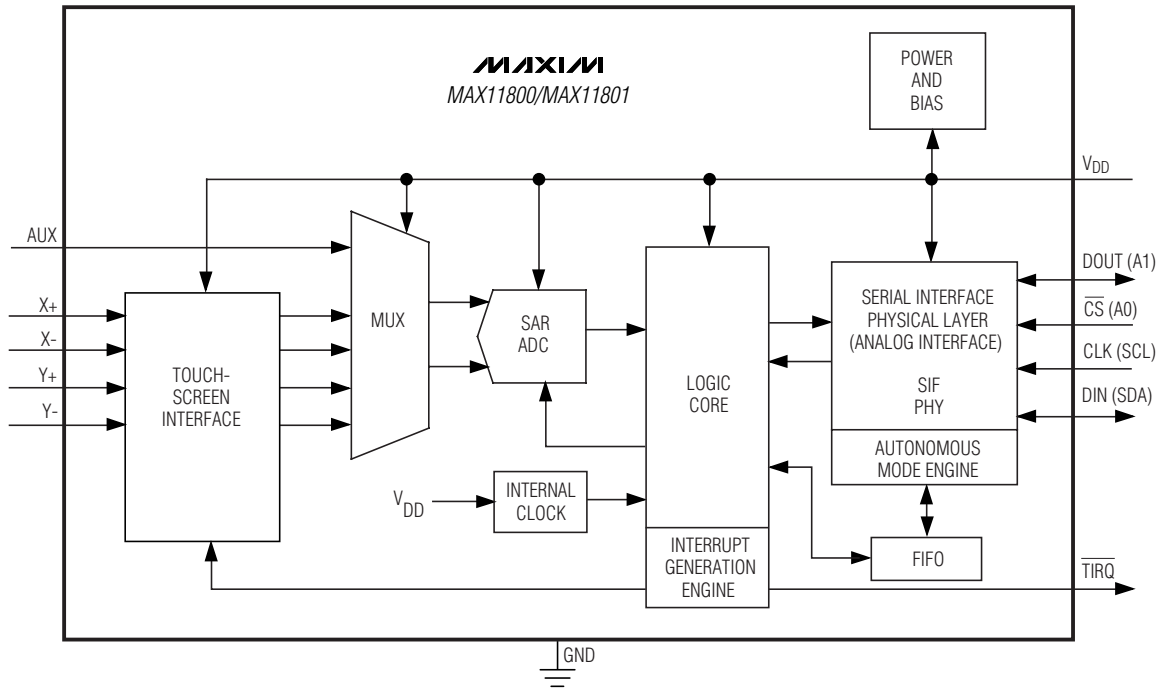 MAXIM
MAX11800/MAX11801
POWER
AND
BIAS
VDD
AUX
X+
X-
Y+
Y-
TOUCH-
SCREEN
INTERFACE
MUX
SAR
ADC
LOGIC
CORE
SERIAL INTERFACE
PHYSICAL LAYER
(ANALOG INTERFACE)
SIF
PHY
AUTONOMOUS
MODE ENGINE
DOUT (A1)
CS (A0)
CLK (SCL)
DIN (SDA)
VDD
INTERNAL
CLOCK
INTERRUPT
GENERATION
ENGINE
FIFO
TIRQ
GND